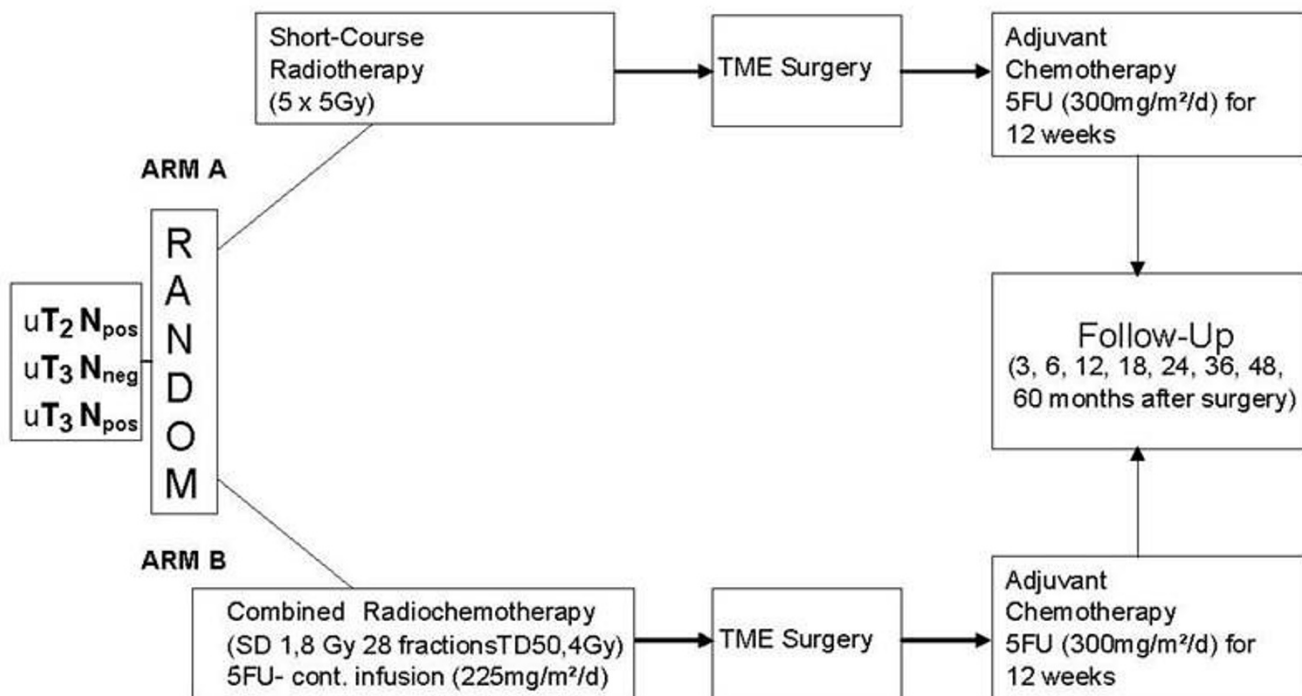 Short-Course
Radiotherapy
(5 x 5Gy)
TME Surgery
Adjuvant
Chemotherapy
5FU (300mg/m²/d) for
12 weeks
ARM A
RANDOM
uT₂ Npos
uT₃ Nneg
uT₃ Npos
Follow-Up
(3, 6, 12, 18, 24, 36, 48,
60 months after surgery)
ARM B
Combined Radiochemotherapy
(SD 1,8 Gy 28 fractionsTD50,4Gy)
5FU- cont. infusion (225mg/m²/d)
TME Surgery
Adjuvant
Chemotherapy
5FU (300mg/m²/d) for
12 weeks